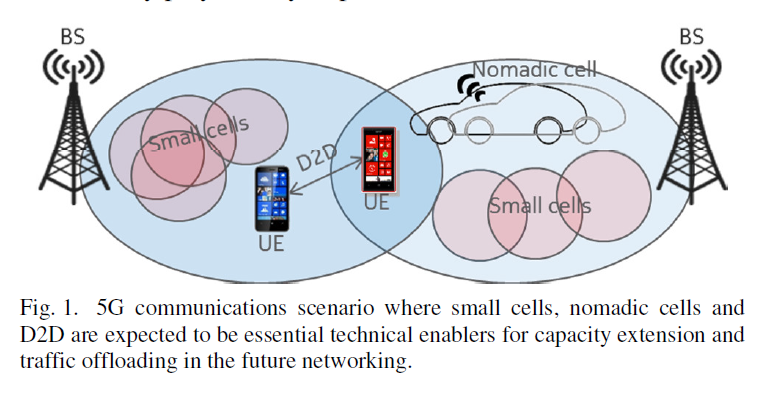 BS
BS
Nomadic cell
Small cells
D2D
UE
UE
Small cells
Fig. 1. 5G communications scenario where small cells, nomadic cells and
D2D are expected to be essential technical enablers for capacity extension and
traffic offloading in the future networking.